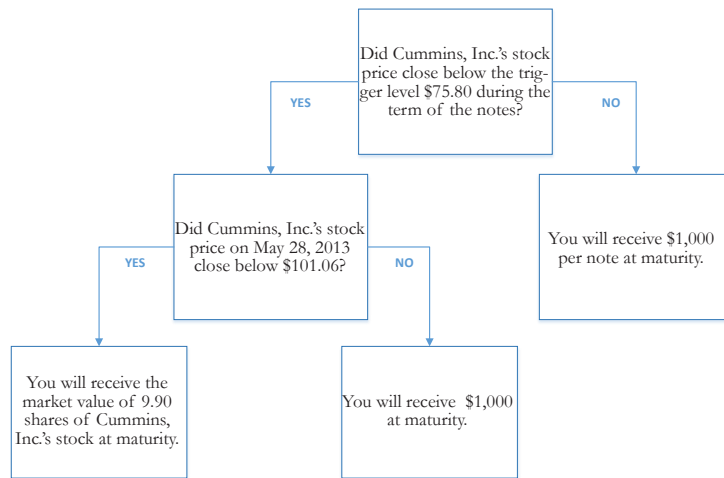 Did Cummins, Inc.'s stock
price close below the trig-
ger level $75.80 during the
term of the notes?
YES
NO
Did Cummins, Inc.'s stock
price on May 28, 2013
close below $101.06?
You will receive $1,000
per note at maturity.
YES
NO
You will receive the
market value of 9.90
shares of Cummins,
Inc.'s stock at maturity.
You will receive $1,000
at maturity.